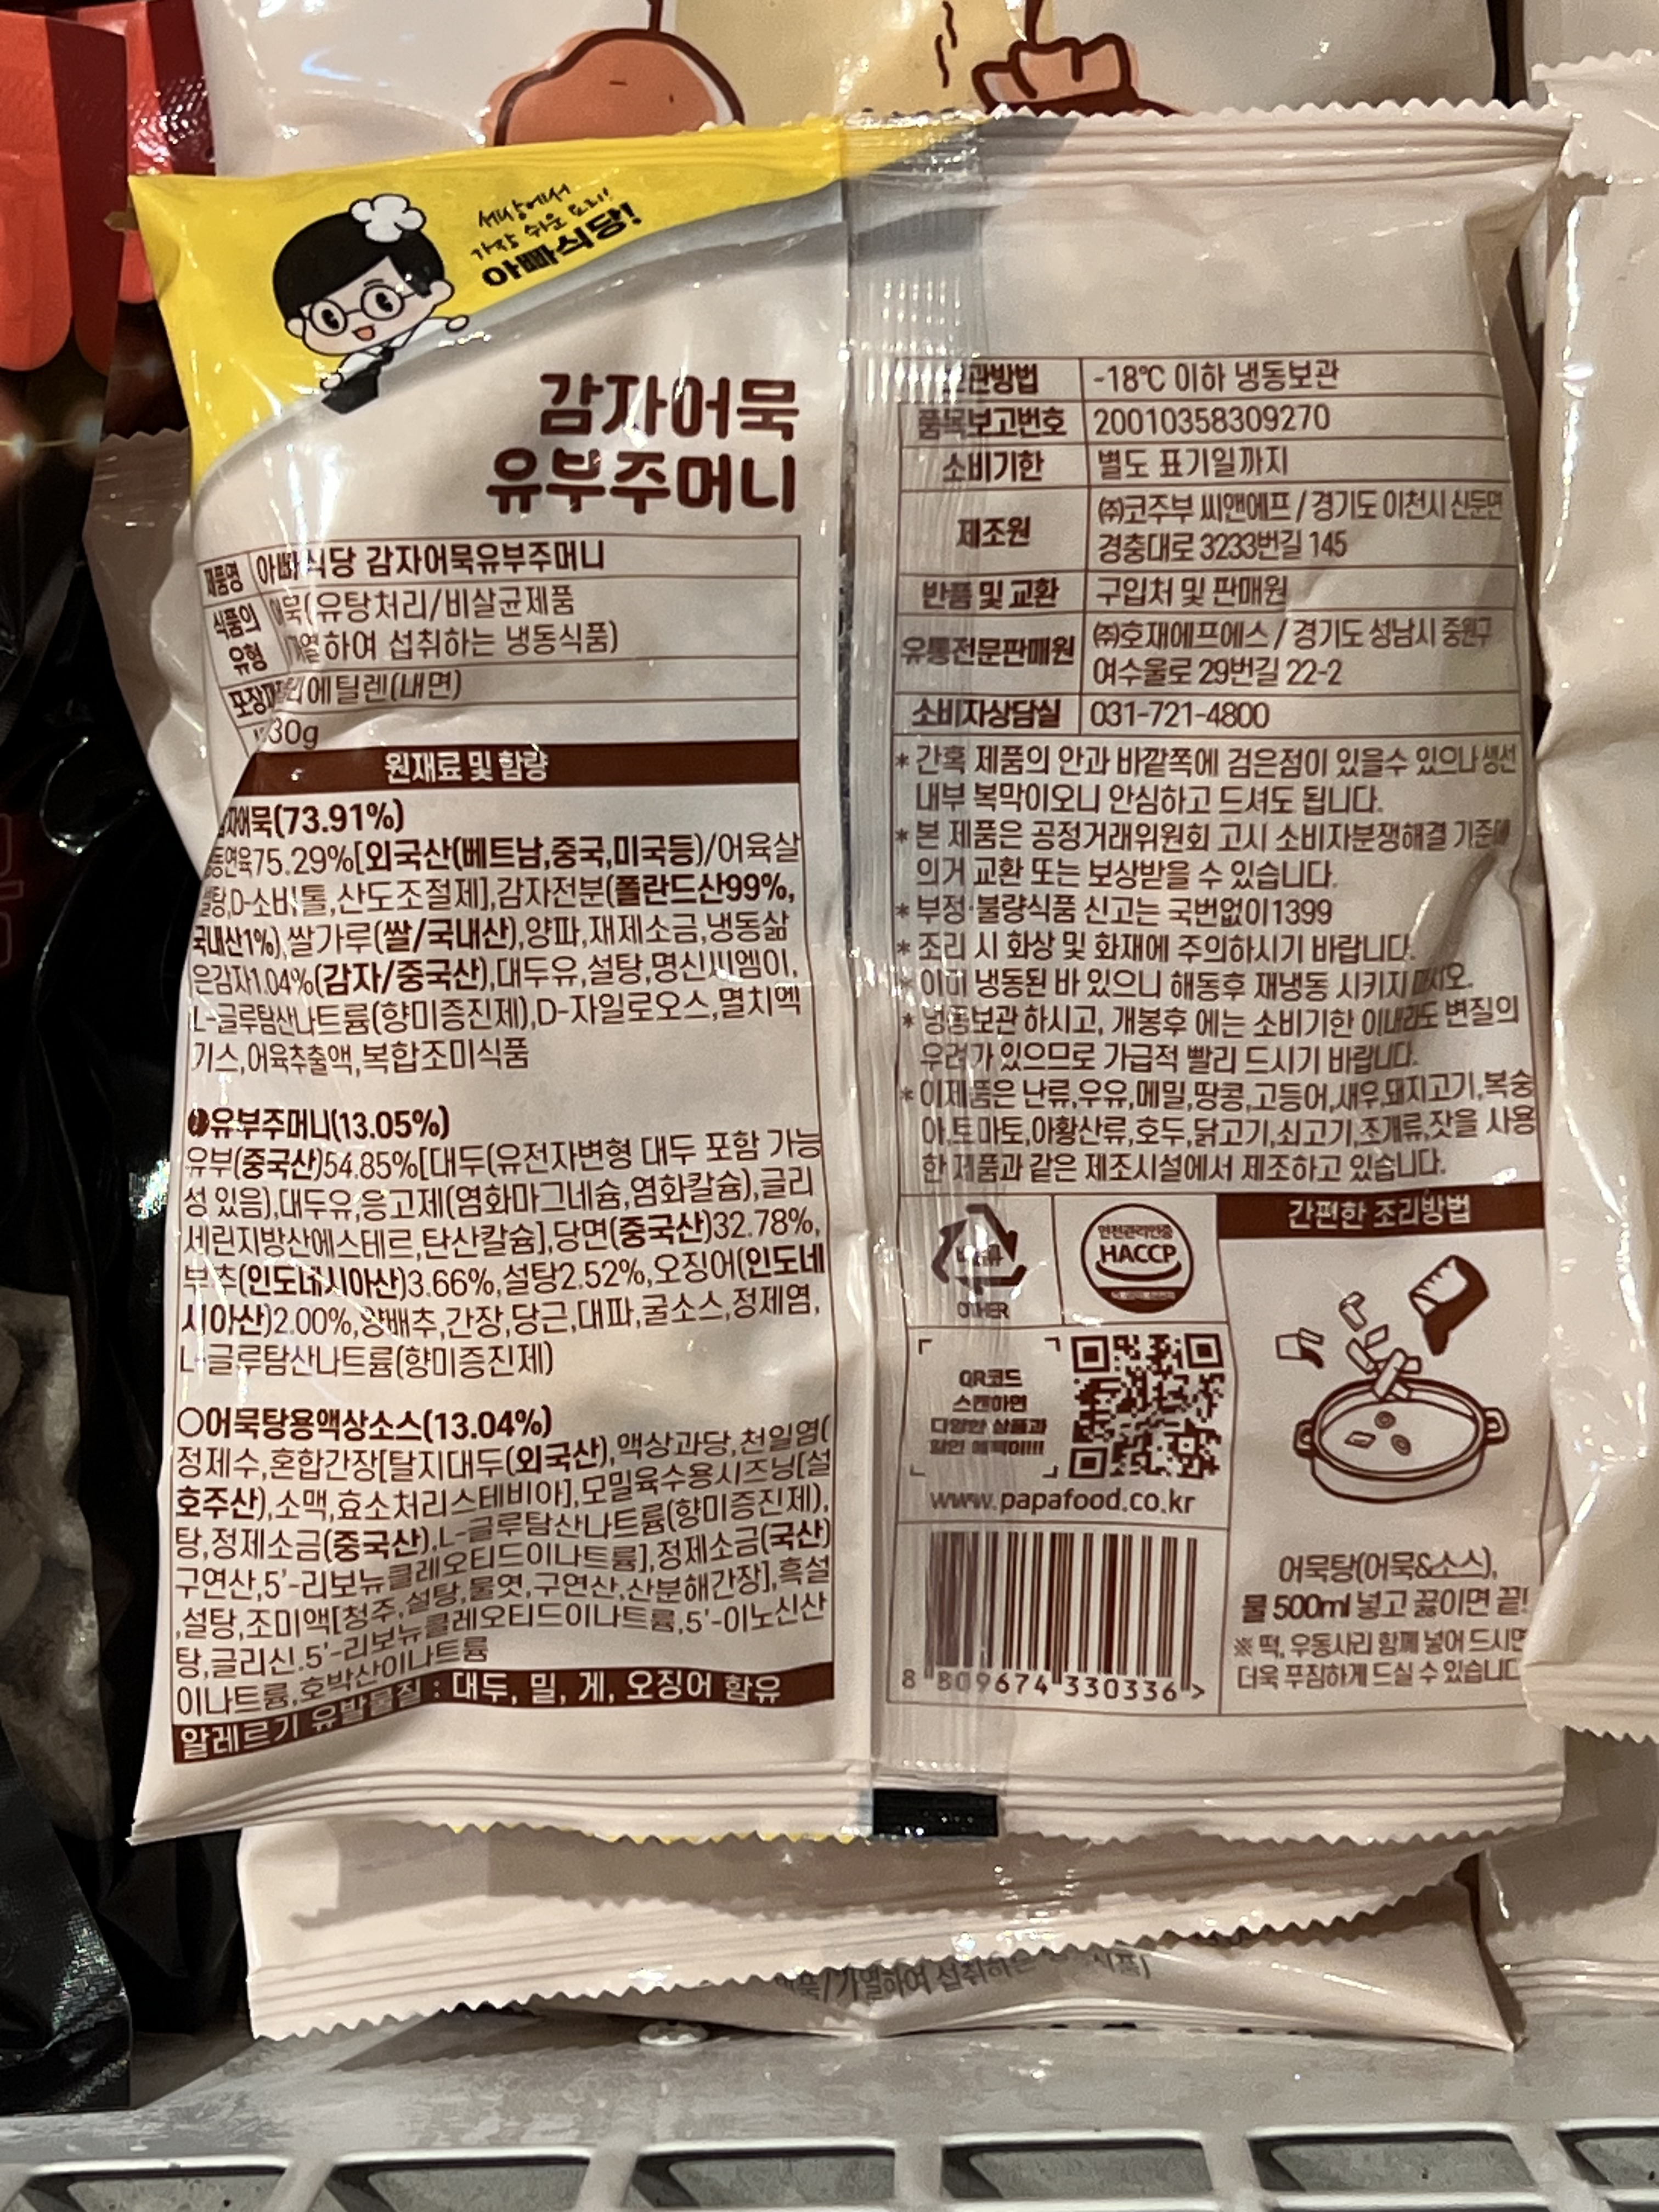 세상에서
가장 쉬운 요리!
아빠식당!
감자어묵
유부주머니
제품명 아빠식당 감자어묵유부주머니
식품의 유형 어묵(유탕처리/비살균제품
하여 섭취하는 냉동식품)
에틸렌(내면)
30g
원재료 및 함량
감자어묵(73.91%)
75.29%[외국산(베트남,중국,미국등)/어육살
설탕,D-소비톨,산도조절제],감자전분(폴란드산99%,
국내산1%),쌀가루(쌀/국내산),양파,재제소금,냉동삶
은감자1.04%(감자/중국산),대두유,설탕,명신씨엠이,
L-글루탐산나트륨(향미증진제),D-자일로오스,멸치엑
기스,어육추출액,복합조미식품
유부주머니(13.05%)
유부(중국산)54.85%[대두(유전자변형 대두 포함 가능
성 있음),대두유,응고제(염화마그네슘,염화칼슘),글리
세린지방산에스테르,탄산칼슘],당면(중국산)32.78%,
부추(인도네시아산)3.66%,설탕2.52%,오징어(인도네
시아산)2.00%,양배추,간장,당근,대파,굴소스,정제염,
L-글루탐산나트륨(향미증진제)
○어묵탕용액상소스(13.04%)
정제수,혼합간장[탈지대두(외국산),액상과당,천일염(
호주산),소맥,효소처리스테비아],모밀육수용시즈닝[설
탕,정제소금(중국산),L-글루탐산나트륨(향미증진제),
구연산,5'-리보뉴클레오티드이나트륨],정제소금(국산)
,설탕,조미액[청주,설탕,물엿,구연산,산분해간장],흑설
탕,글리신.5'-리보뉴클레오티드이나트륨,5'-이노신산
이나트륨,호박산이나트륨
알레르기 유발물질 : 대두, 밀, 게, 오징어 함유
보관방법 -18℃ 이하 냉동보관
품목보고번호 20010358309270
소비기한 별도 표기일까지
제조원 ㈜코주부 씨앤에프 / 경기도 이천시 신둔면
경충대로 3233번길 145
반품 및 교환 구입처 및 판매원
유통전문판매원 ㈜호재에프에스 / 경기도 성남시 중원구
여수울로 29번길 22-2
소비자상담실 031-721-4800
* 간혹 제품의 안과 바깥쪽에 검은점이 있을수 있으나 생선
내부 복막이오니 안심하고 드셔도 됩니다.
* 본 제품은 공정거래위원회 고시 소비자분쟁해결 기준에
의거 교환 또는 보상받을 수 있습니다.
* 부정·불량식품 신고는 국번없이1399
* 조리 시 화상 및 화재에 주의하시기 바랍니다.
* 이미 냉동된 바 있으니 해동후 재냉동 시키지 마시오.
* 냉동보관 하시고, 개봉후 에는 소비기한 이내라도 변질의
우려가 있으므로 가급적 빨리 드시기 바랍니다.
* 이제품은 난류,우유,메밀,땅콩,고등어,새우,돼지고기,복숭
아,토마토,아황산류,호두,닭고기,쇠고기,조개류,잣을 사용
한 제품과 같은 제조시설에서 제조하고 있습니다.
비닐류
OTHER
안전관리인증
HACCP
QR코드
스캔하면
다양한 상품과
할인 혜택이!!!
www.papafood.co.kr
8 809674 330336 >
간편한 조리방법
어묵탕(어묵&소스),
물 500ml 넣고 끓이면 끝!
※ 떡, 우동사리 함께 넣어 드시면
더욱 푸짐하게 드실 수 있습니다
/가열하여 섭취하는